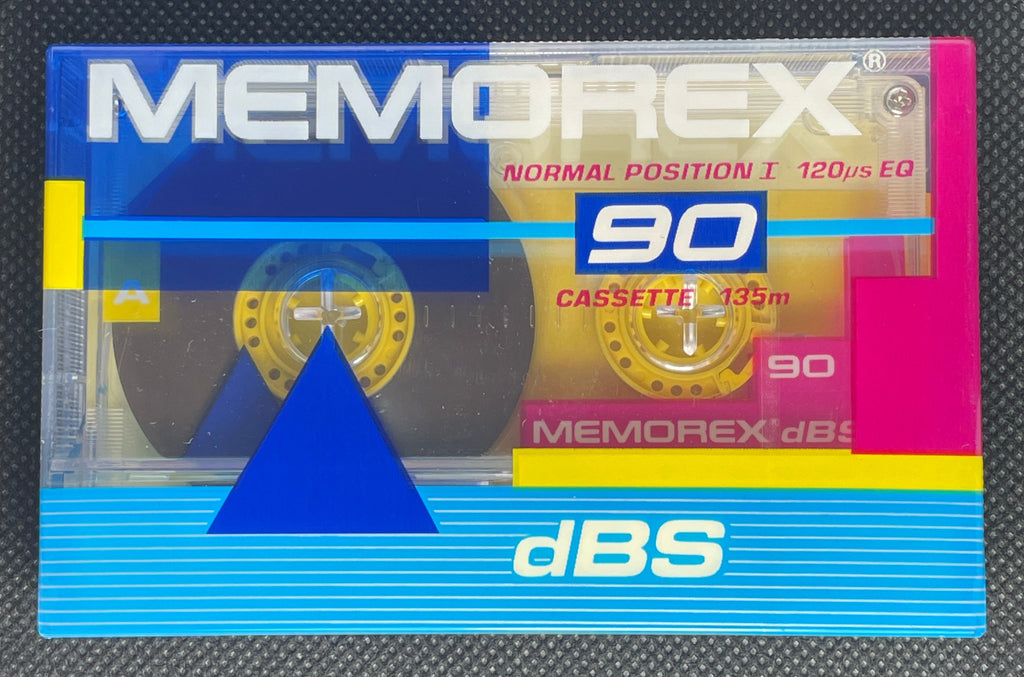 MEMOREX®
NORMAL POSITION I 120µs EQ
90
CASSETTE 135m
A
90
MEMOREX dBS
dBS